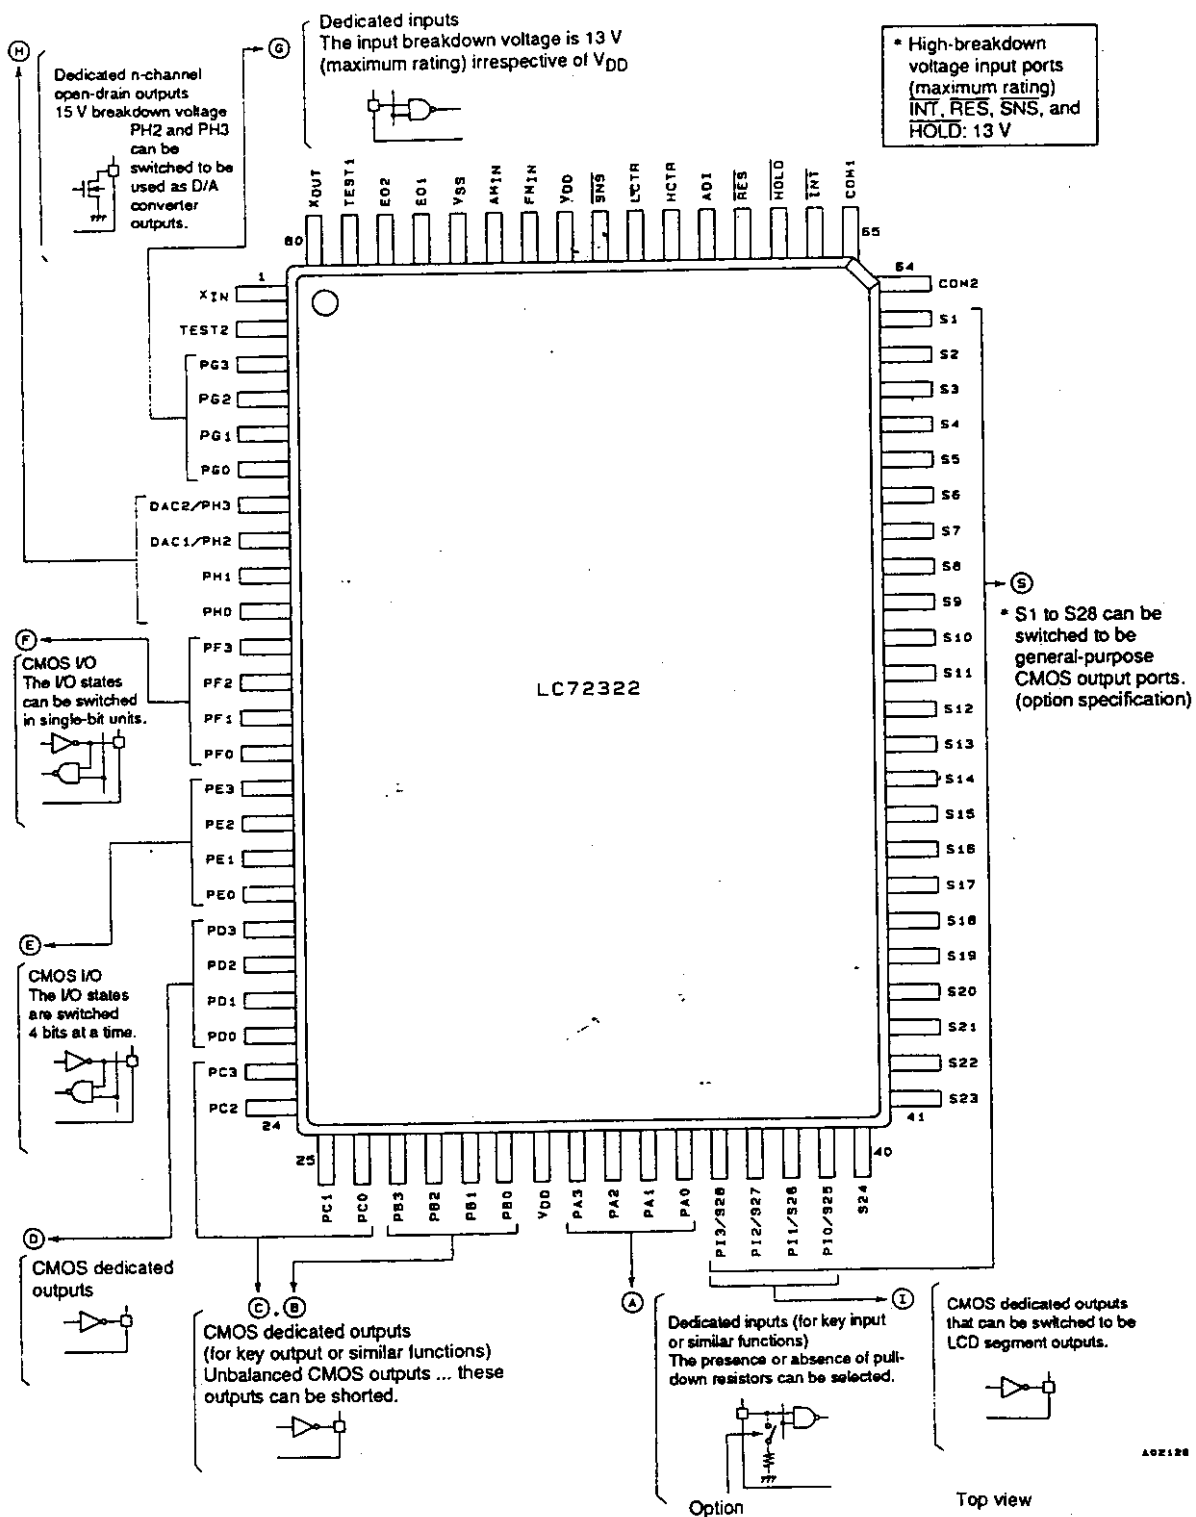 H
Dedicated n-channel
open-drain outputs
15 V breakdown voltage
PH2 and PH3
can be
switched to be
used as D/A
converter
outputs.
G
Dedicated inputs
The input breakdown voltage is 13 V
(maximum rating) irrespective of VDD
* High-breakdown
voltage input ports
(maximum rating)
INT, RES, SNS, and
HOLD: 13 V
XOUT
TEST1
EO2
EO1
VSS
AMIN
FMIN
VDD
SNS
LCTR
HCTR
ADI
RES
HOLD
INT
COM1
80
65
1
64
XIN
TEST2
PG3
PG2
PG1
PG0
DAC2/PH3
DAC1/PH2
PH1
PH0
PF3
PF2
PF1
PF0
PE3
PE2
PE1
PE0
PD3
PD2
PD1
PD0
PC3
PC2
24
COM2
S1
S2
S3
S4
S5
S6
S7
S8
S9
S10
S11
S12
S13
S14
S15
S16
S17
S18
S19
S20
S21
S22
S23
41
LC72322
S
* S1 to S28 can be
switched to be
general-purpose
CMOS output ports.
(option specification)
F
CMOS I/O
The I/O states
can be switched
in single-bit units.
E
CMOS I/O
The I/O states
are switched
4 bits at a time.
25
40
PC1
PC0
PB3
PB2
PB1
PB0
VDD
PA3
PA2
PA1
PA0
PI3/S28
PI2/S27
PI1/S26
PI0/S25
S24
D
CMOS dedicated
outputs
C, B
CMOS dedicated outputs
(for key output or similar functions)
Unbalanced CMOS outputs ... these
outputs can be shorted.
A
Dedicated inputs (for key input
or similar functions)
The presence or absence of pull-
down resistors can be selected.
Option
I
CMOS dedicated outputs
that can be switched to be
LCD segment outputs.
A02128
Top view